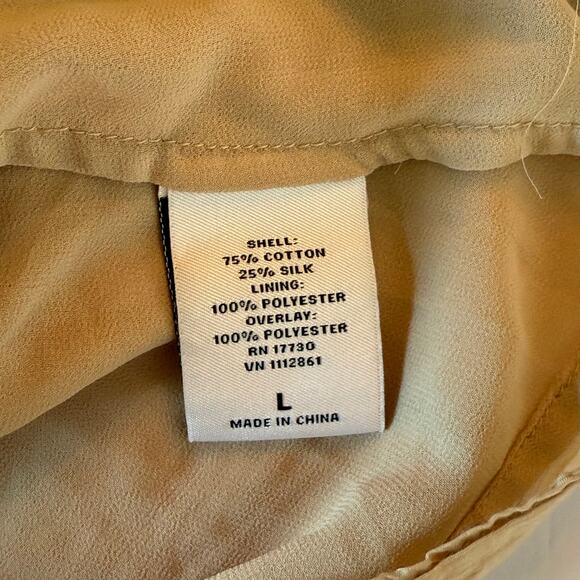 SHELL:
75% COTTON
25% SILK
LINING:
100% POLYESTER
OVERLAY:
100% POLYESTER
RN 17730
VN 1112861
L
MADE IN CHINA